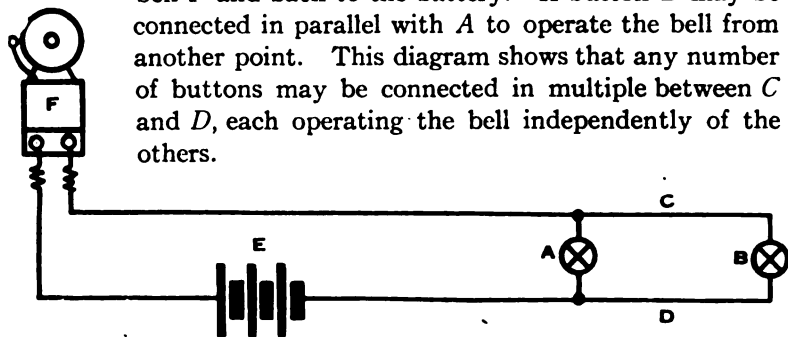 connected in parallel with A to operate the bell from
another point. This diagram shows that any number
of buttons may be connected in multiple between C
and D, each operating the bell independently of the
others.
F
C
E
A
B
D